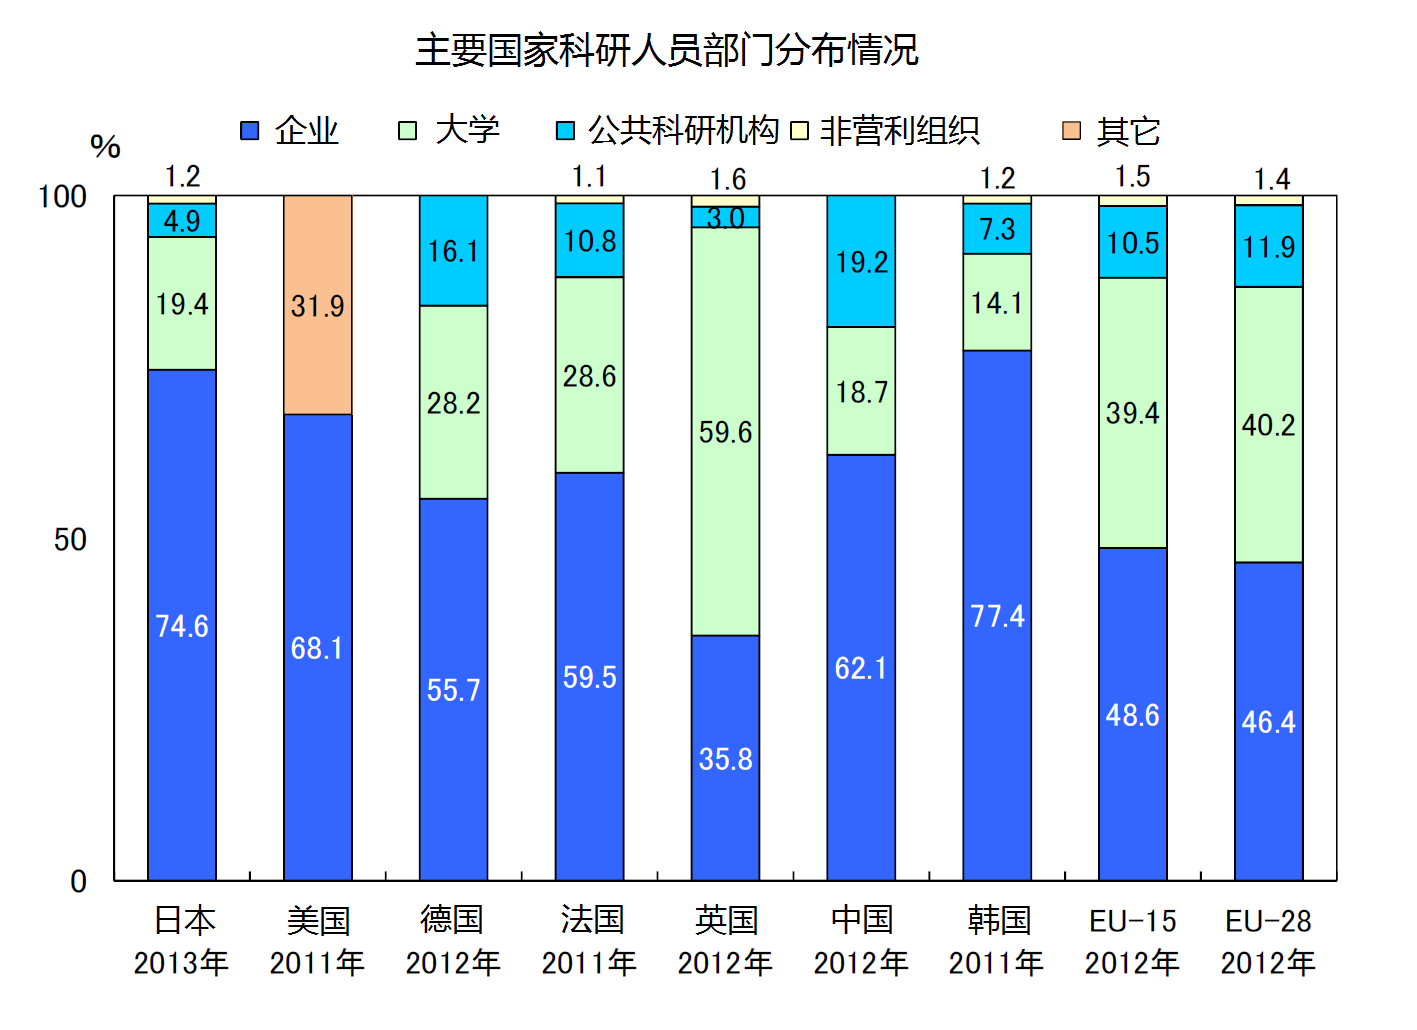 主要国家科研人员部门分布情况
企业 大学 公共科研机构 非营利组织 其它
%
1.2 1.1 1.6 1.2 1.5 1.4
100
4.9 3.0 7.3 10.8 10.5 11.9 16.1 19.2
19.4 31.9 14.1
28.2 28.6 18.7 39.4 40.2 59.6
50
74.6 68.1 55.7 59.5 35.8 62.1 77.4 48.6 46.4
0
日本 美国 德国 法国 英国 中国 韩国 EU-15 EU-28
2013年 2011年 2012年 2011年 2012年 2012年 2011年 2012年 2012年